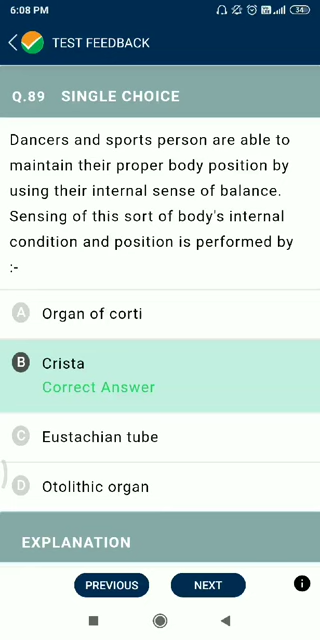 6:08 PM
34
TEST FEEDBACK
Q.89 SINGLE CHOICE
Dancers and sports person are able to
maintain their proper body position by
using their internal sense of balance.
Sensing of this sort of body's internal
condition and position is performed by
:-
A Organ of corti
B Crista
Correct Answer
C Eustachian tube
D Otolithic organ
EXPLANATION
PREVIOUS NEXT